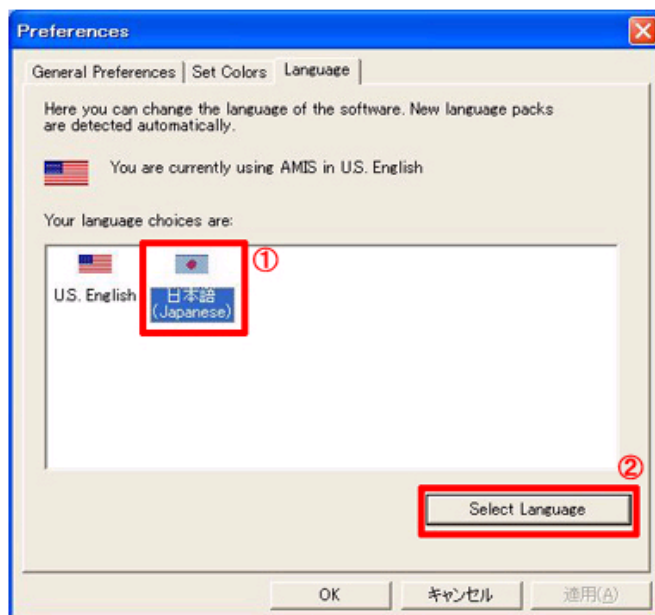 Preferences
General Preferences
Set Colors
Language
Here you can change the language of the software. New language packs
are detected automatically.
You are currently using AMIS in U.S. English
Your language choices are:
①
U.S. English
日本語
(Japanese)
②
Select Language
OK
キャンセル
適用(A)